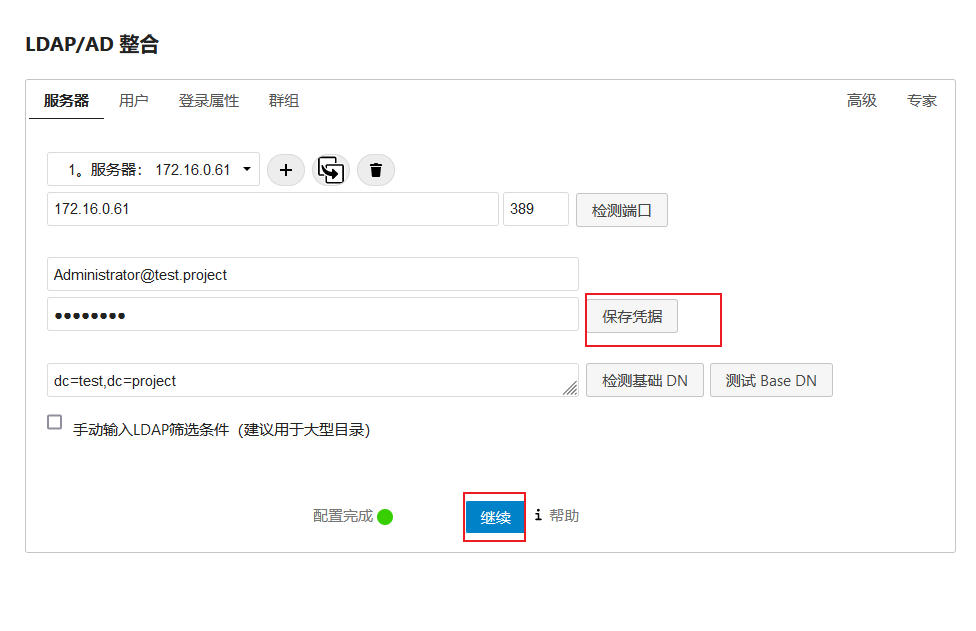 LDAP/AD 整合
服务器 用户 登录属性 群组 高级 专家
1。服务器： 172.16.0.61
172.16.0.61 389 检测端口
Administrator@test.project
●●●●●●●● 保存凭据
dc=test,dc=project 检测基础 DN 测试 Base DN
手动输入LDAP筛选条件（建议用于大型目录）
配置完成 继续 i 帮助